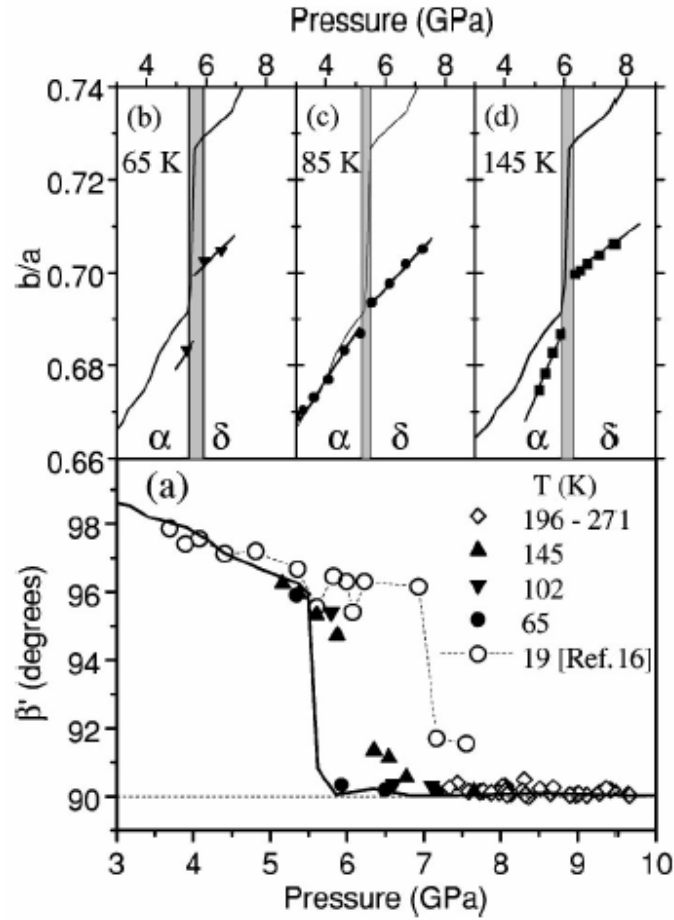 Pressure (GPa)
4 6 8 4 6 8 4 6 8
0.74
(b) (c) (d)
65 K 85 K 145 K
0.72
b/a
0.70
0.68
α δ α δ α δ
0.66
(a)
T (K)
98
196 - 271
145
96
102
65
94
19 [Ref. 16]
β' (degrees)
92
90
3 4 5 6 7 8 9 10
Pressure (GPa)